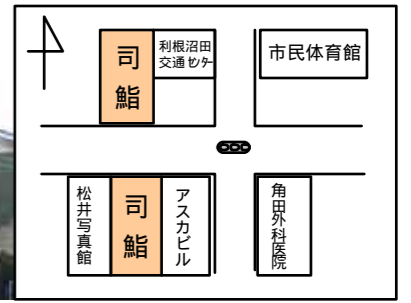 司鮨
利根沼田
交通センター
市民体育館
松井写真館
司鮨
アスカビル
角田外科医院